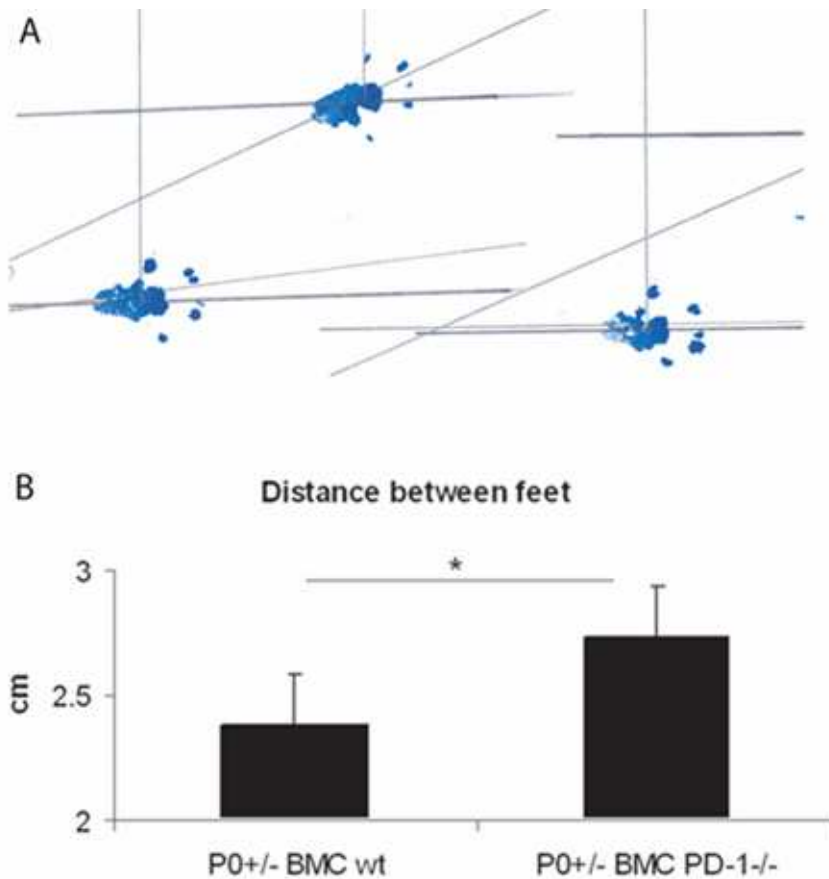 A
B
Distance between feet
*
3
2.5
2
cm
P0+/- BMC wt
P0+/- BMC PD-1-/-